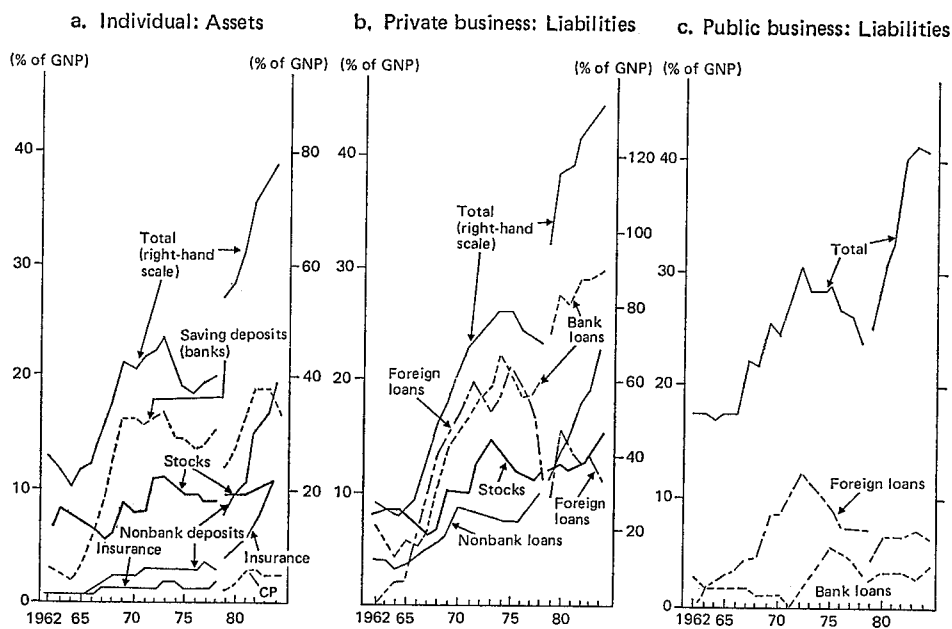 a. Individual: Assets
(% of GNP)
(% of GNP)
40
30
20
10
0
80
60
40
20
Total
(right-hand
scale)
Saving deposits
(banks)
Stocks
Nonbank deposits
Insurance
Insurance
CP
1962 65 70 75 80
b. Private business: Liabilities
(% of GNP)
(% of GNP)
40
30
20
10
120
100
80
60
40
20
Total
(right-hand
scale)
Bank
loans
Foreign
loans
Stocks
Foreign
loans
Nonbank loans
1962 65 70 75 80
c. Public business: Liabilities
(% of GNP)
40
30
20
10
0
Total
Foreign loans
Bank loans
1962 65 70 75 80